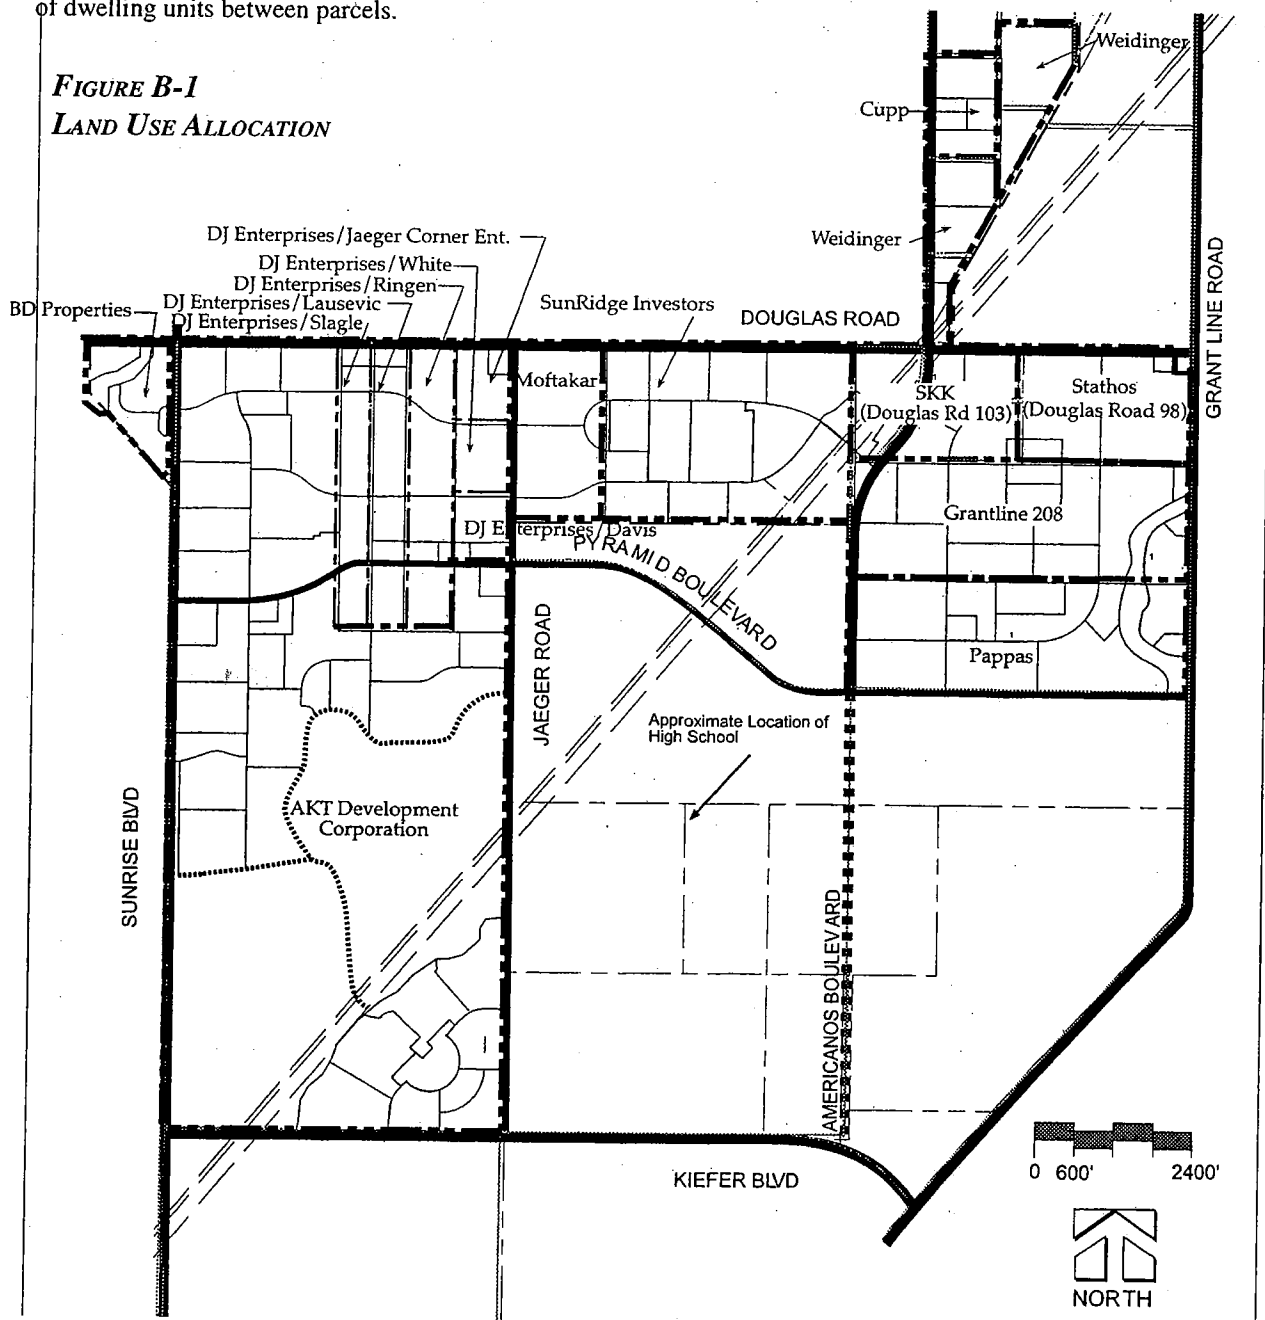 of dwelling units between parcels.
FIGURE B-1
LAND USE ALLOCATION
Weidinger
Cupp
Weidinger
DJ Enterprises/Jaeger Corner Ent.
DJ Enterprises/White
DJ Enterprises/Ringen
DJ Enterprises/Lausevic
DJ Enterprises/Slagle
BD Properties
SunRidge Investors
DOUGLAS ROAD
GRANT LINE ROAD
Moftakar
SKK
(Douglas Rd 103)
Stathos
(Douglas Road 98)
Grantline 208
DJ Enterprises/Davis
PYRAMID BOULEVARD
1
1
Pappas
JAEGER ROAD
Approximate Location of
High School
AKT Development
Corporation
SUNRISE BLVD
AMERICANOS BOULEVARD
KIEFER BLVD
0 600' 2400'
NORTH